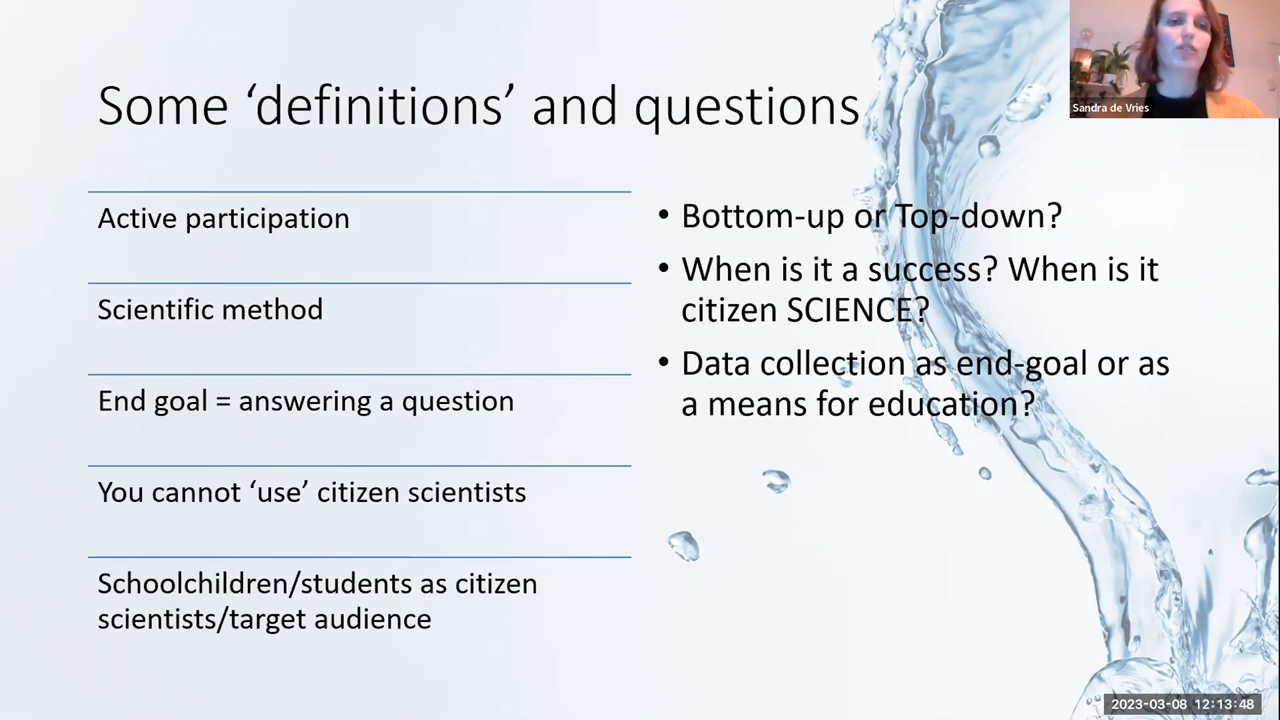 Some ‘definitions’ and questions
Sandra de Vries
Active participation
Scientific method
End goal = answering a question
You cannot ‘use’ citizen scientists
Schoolchildren/students as citizen
scientists/target audience
• Bottom-up or Top-down?
• When is it a success? When is it
citizen SCIENCE?
• Data collection as end-goal or as
a means for education?
2023-03-08 12:13:48